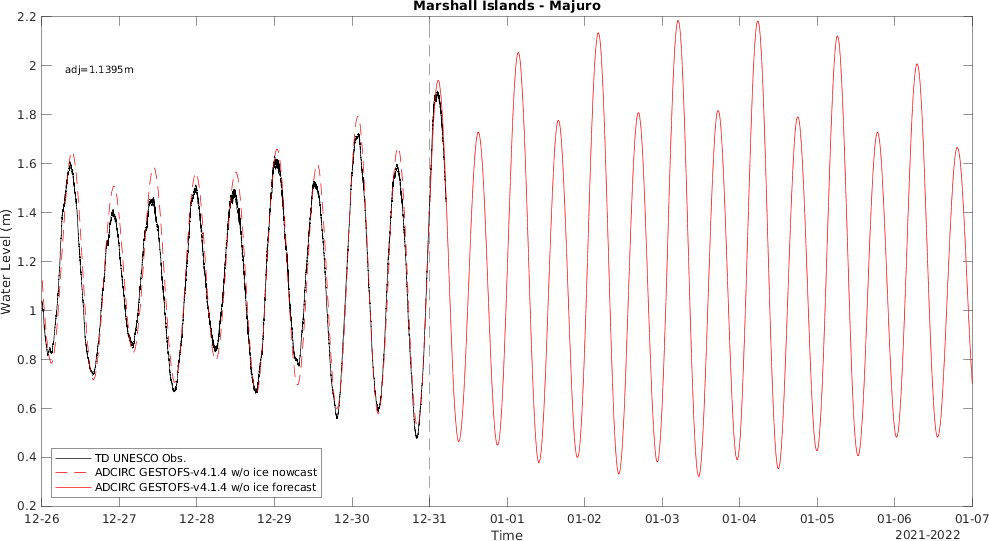 Marshall Islands - Majuro
adj=1.1395m
Water Level (m)
2.2
2
1.8
1.6
1.4
1.2
1
0.8
0.6
0.4
0.2
TD UNESCO Obs.
ADCIRC GESTOFS-v4.1.4 w/o ice nowcast
ADCIRC GESTOFS-v4.1.4 w/o ice forecast
12-26 12-27 12-28 12-29 12-30 12-31 01-01 01-02 01-03 01-04 01-05 01-06 01-07
Time
2021-2022